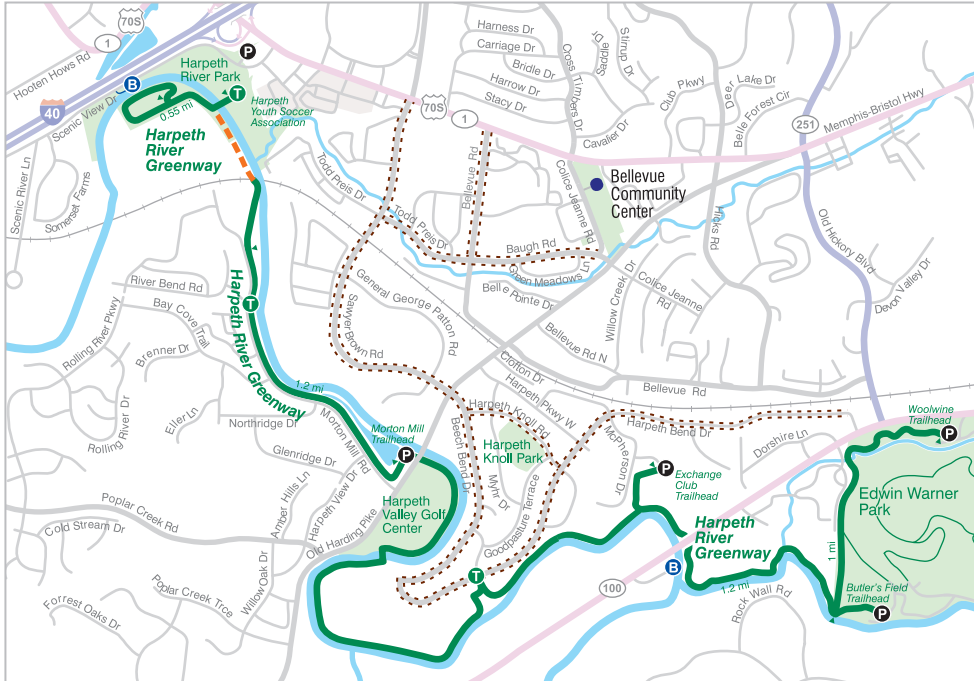 70S
1
Hooten Hows Rd
40
Scenic View Dr
B
P
T
Harpeth
River Park
Harpeth
Youth Soccer
Association
0.55 mi
Harpeth
River
Greenway
Scenic River Ln
Somerset Farms
70S
1
Harness Dr
Carriage Dr
Bridle Dr
Harrow Dr
Stacy Dr
Cross Timbers Dr
Saddle Dr
Stirrup Dr
Cavalier Dr
Club Pkwy
Deer Lake Dr
Belle Forest Cir
Memphis-Bristol Hwy
251
Bellevue
Community
Center
Colice Jeanne Rd
Hicks Rd
Old Hickory Blvd
Devon Valley Dr
Todd Preis Dr
Todd Preis Dr
Bellevue Rd
Baugh Rd
Green Meadows Ln
Belle Pointe Dr
Willow Creek Dr
Colice Jeanne
Rd
Bellevue Rd N
Bellevue Rd
General George Patton Rd
Sawyer Brown Rd
River Bend Rd
Bay Cove Trail
Rolling River Pkwy
Brenner Dr
T
Harpeth River Greenway
1.2 mi
Rolling River Dr
Efler Ln
Northridge Dr
Morton Mill Rd
Glenridge Dr
Morton Mill
Trailhead
P
Amber Hills Ln
Harpeth View Dr
Old Harding Pike
Poplar Creek Rd
Cold Stream Dr
Willow Oak Dr
Poplar Creek Trce
Forrest Oaks Dr
Harpeth
Valley Golf
Center
Beech Bend Dr
Harpeth Knoll Rd
Harpeth
Knoll Park
Myhr Dr
Goodpasture Terrace
Crofton Dr
Harpeth Pkwy W
Harpeth Bend Dr
McPherson Dr
Dorshire Ln
P
Exchange
Club
Trailhead
Harpeth
River
Greenway
T
B
100
1.2 mi
Rock Wall Rd
Woolwine
Trailhead
P
Edwin Warner
Park
1 mi
Butler's Field
Trailhead
P